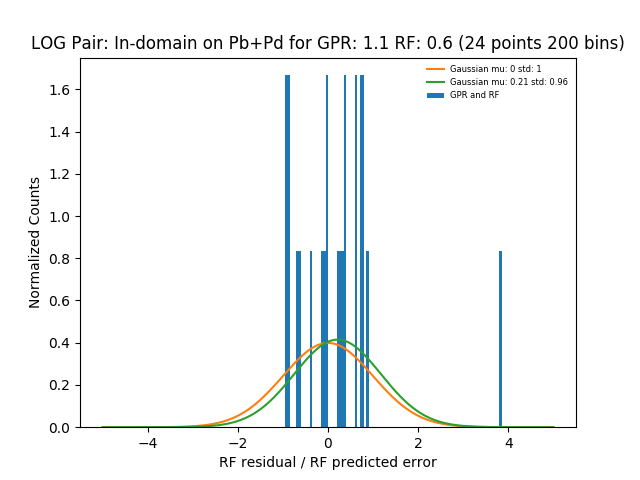 LOG Pair: In-domain on Pb+Pd for GPR: 1.1 RF: 0.6 (24 points 200 bins)
Gaussian mu: 0 std: 1
Gaussian mu: 0.21 std: 0.96
GPR and RF
Normalized Counts
1.6
1.4
1.2
1.0
0.8
0.6
0.4
0.2
0.0
−4
−2
0
2
4
RF residual / RF predicted error